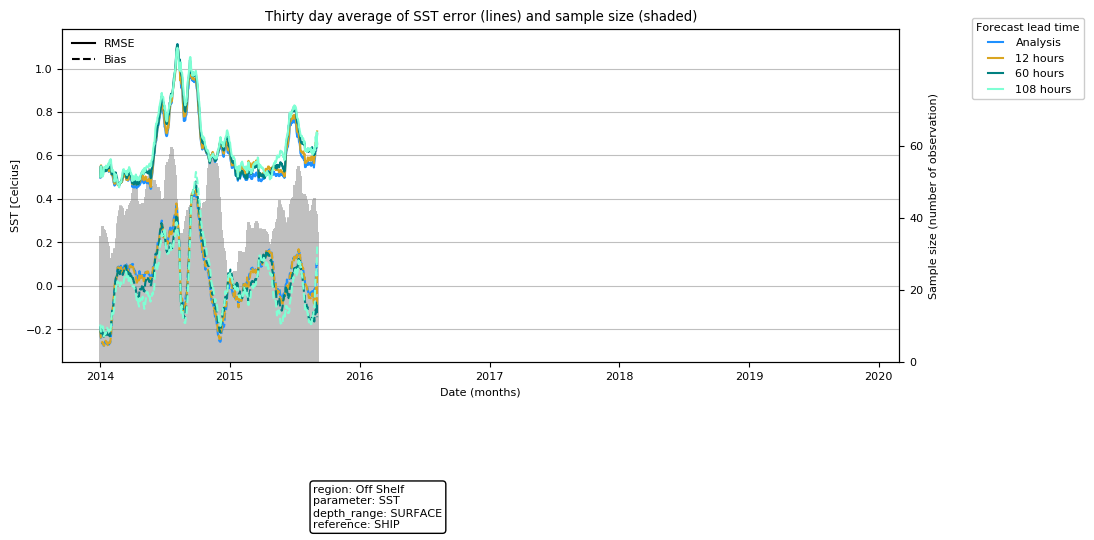 Thirty day average of SST error (lines) and sample size (shaded)
RMSE
Bias
Forecast lead time
Analysis
12 hours
60 hours
108 hours
SST [Celcius]
1.0
0.8
0.6
0.4
0.2
0.0
−0.2
Sample size (number of observation)
60
40
20
0
2014 2015 2016 2017 2018 2019 2020
Date (months)
region: Off Shelf
parameter: SST
depth_range: SURFACE
reference: SHIP